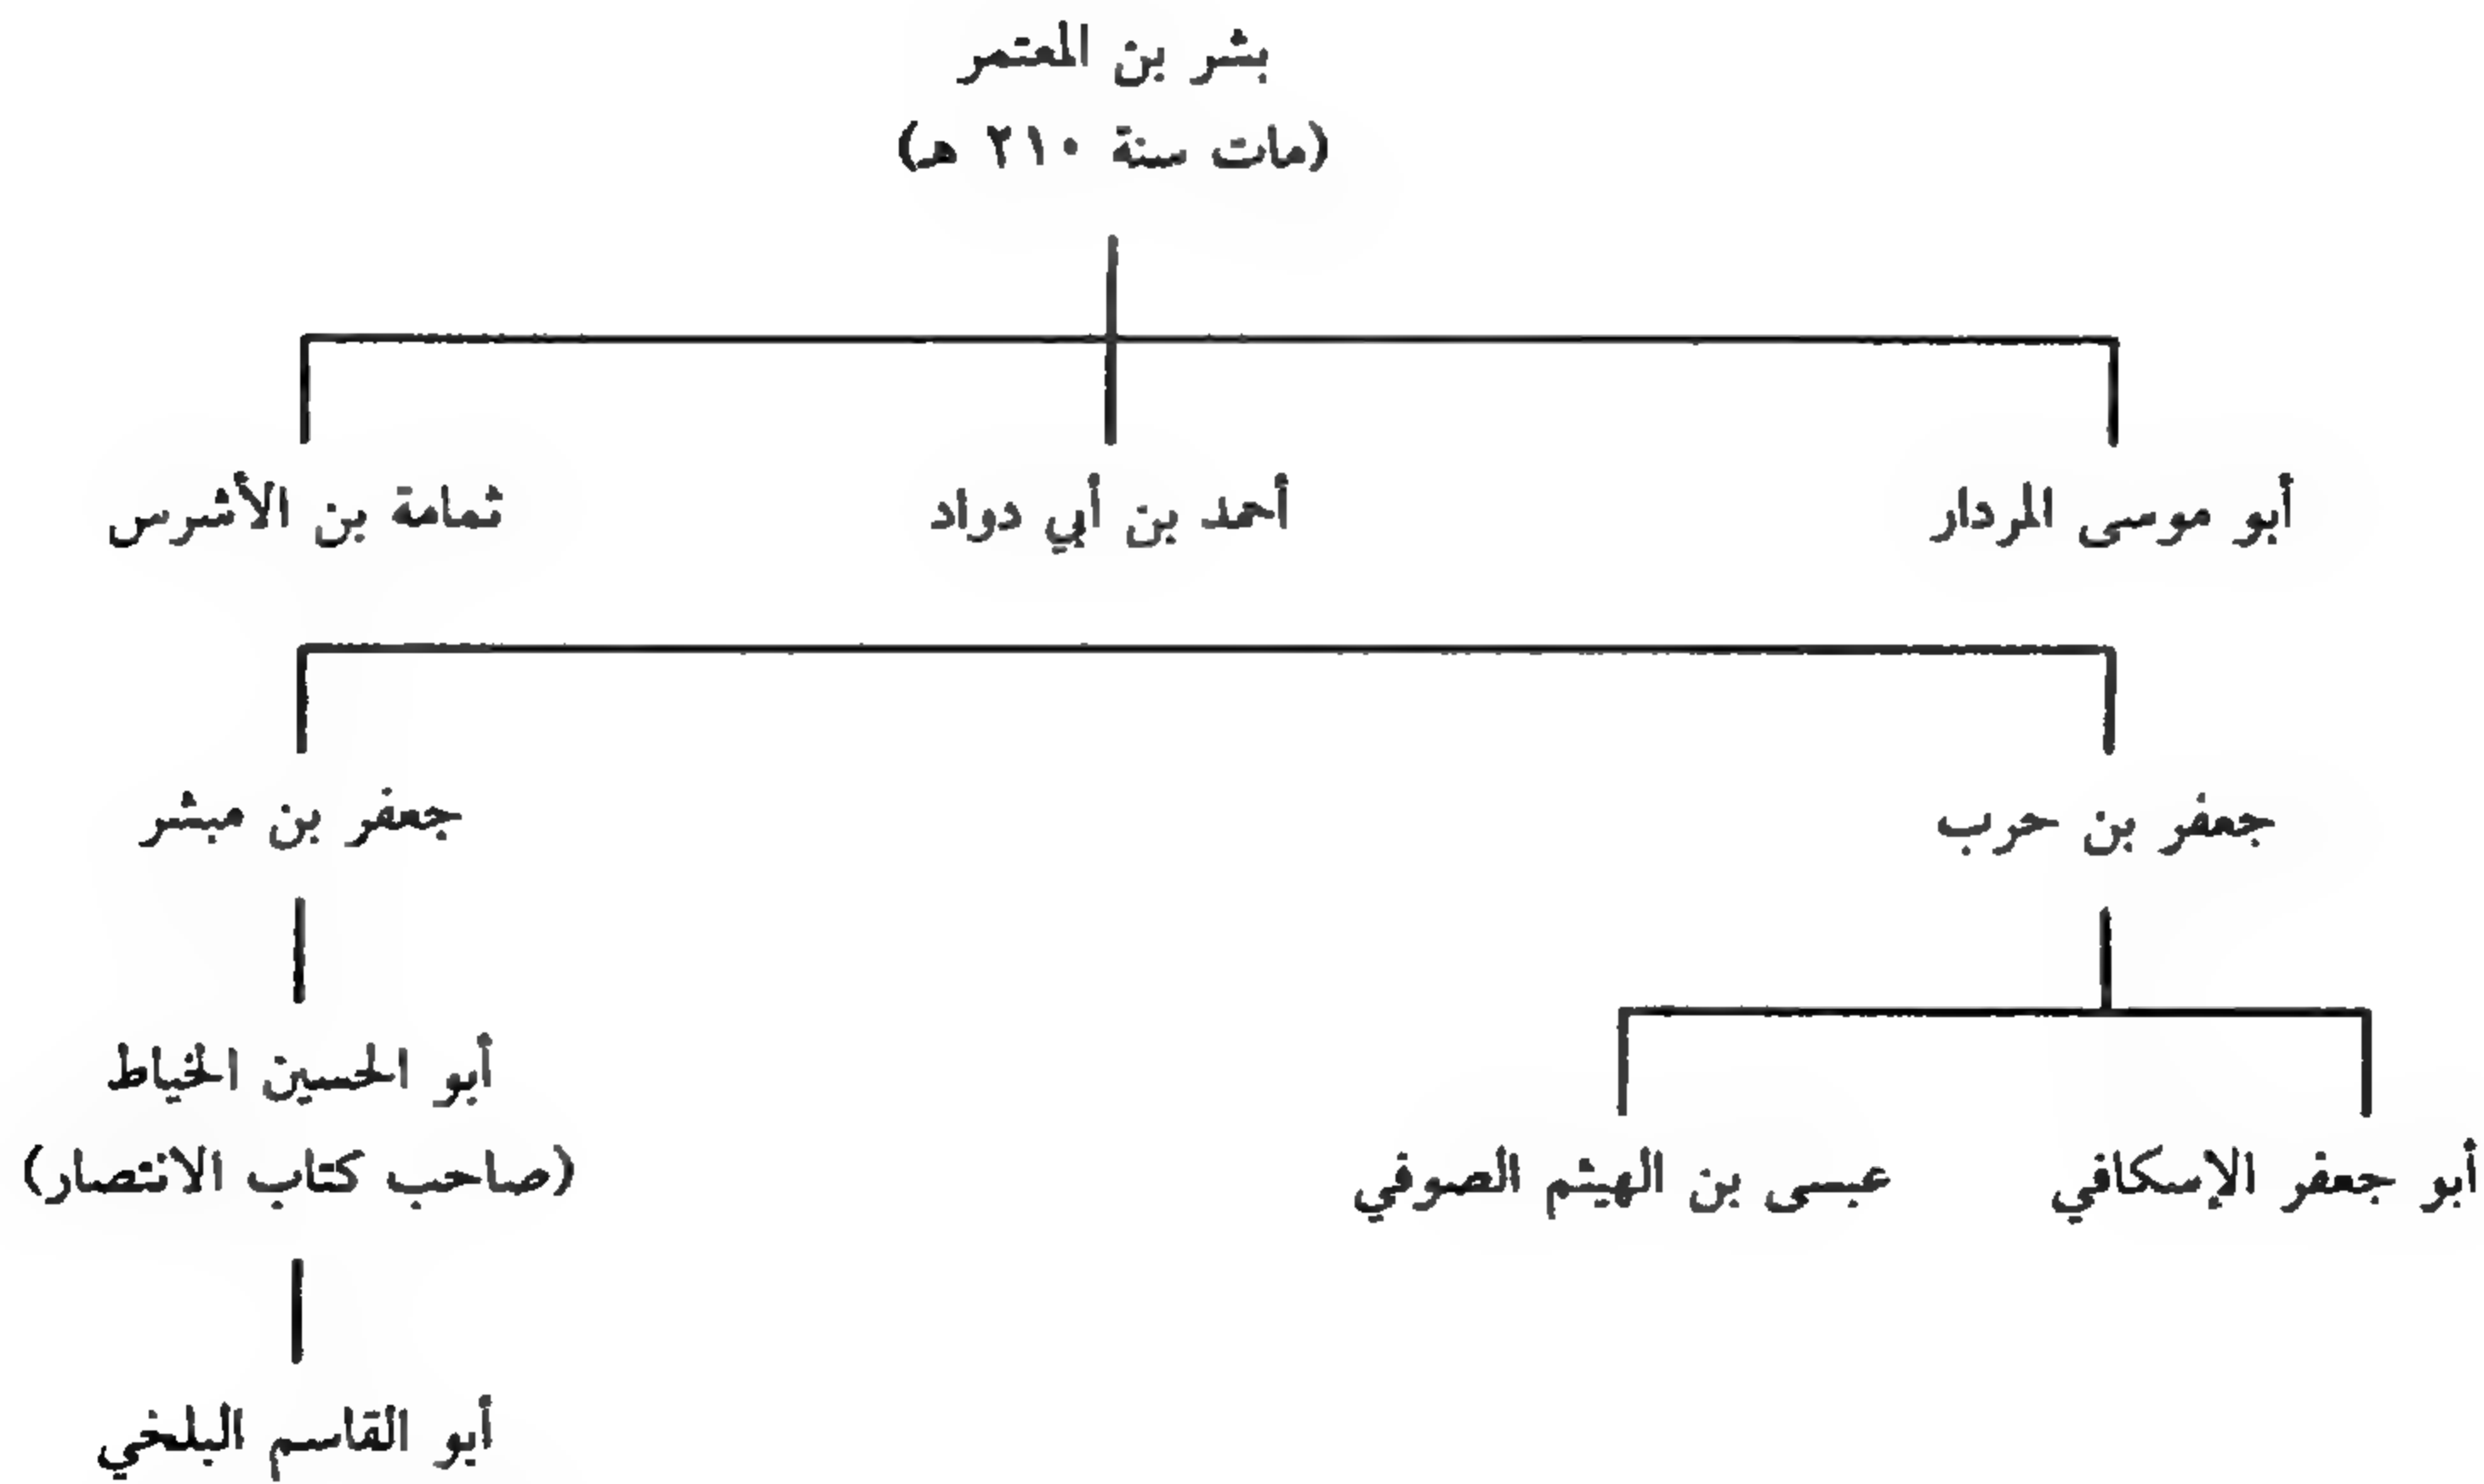 بشر بن المعتمر
(مات سنة ٢١٠ هـ)
أبو موسى المردار
أحمد بن أبي دواد
ثمامة بن الأشرس
جعفر بن حرب
جعفر بن مبشر
أبو الحسين الخياط
(صاحب كتاب الانتصار)
أبو جعفر الإسكافي
عيسى بن الهيثم الصوفي
أبو القاسم البلخي